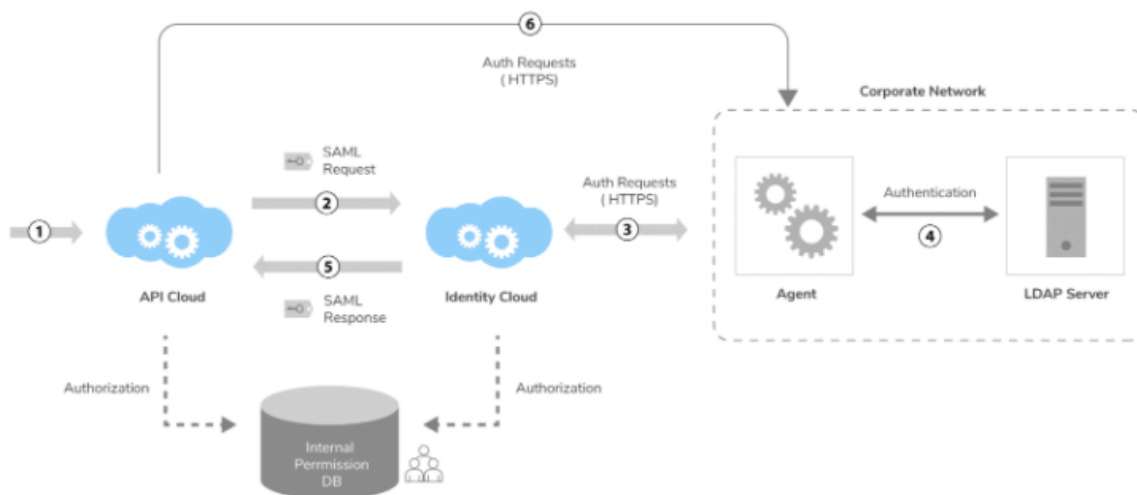 6
Auth Requests
( HTTPS)
Corporate Network
SAML
Request
Auth Requests
( HTTPS)
Authentication
1
2
3
4
5
API Cloud
Identity Cloud
Agent
LDAP Server
SAML
Response
Authorization
Authorization
Internal
Perrmission
DB